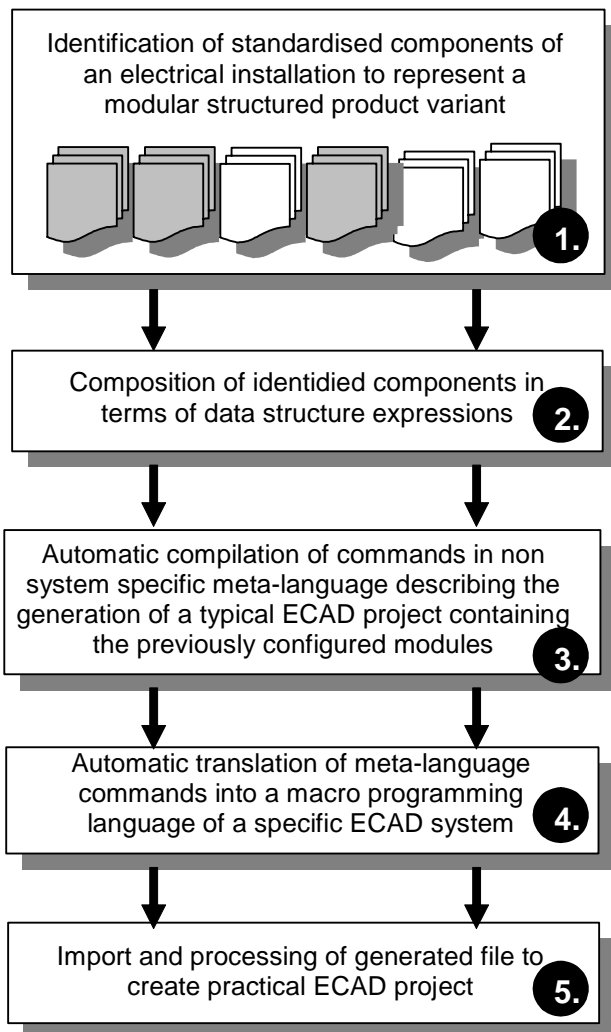 Identification of standardised components of
an electrical installation to represent a
modular structured product variant
1.
Composition of identidied components in
terms of data structure expressions
2.
Automatic compilation of commands in non
system specific meta-language describing the
generation of a typical ECAD project containing
the previously configured modules
3.
Automatic translation of meta-language
commands into a macro programming
language of a specific ECAD system
4.
Import and processing of generated file to
create practical ECAD project
5.